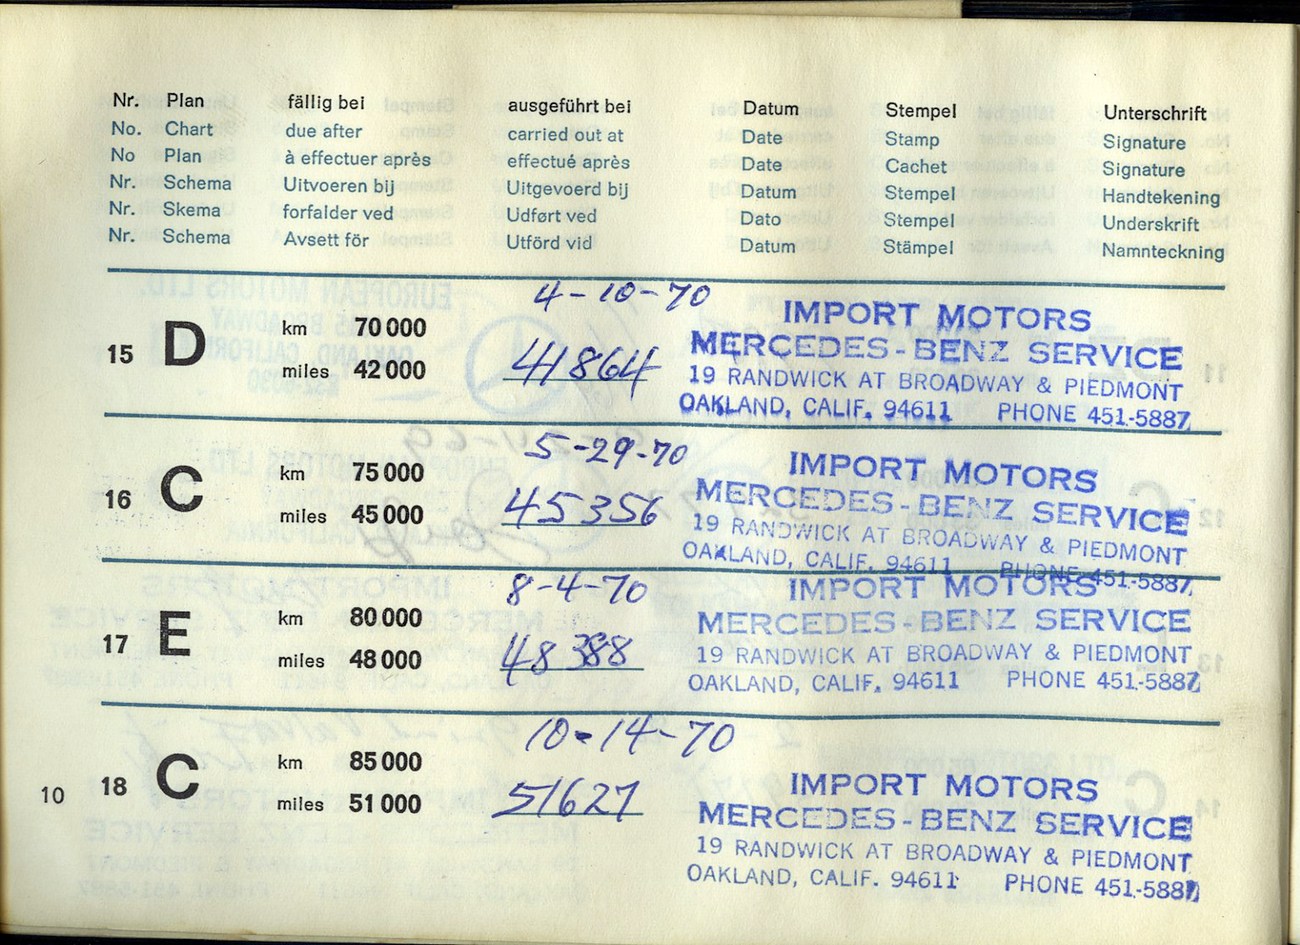 Nr. Plan fällig bei ausgeführt bei Datum Stempel Unterschrift
No. Chart due after carried out at Date Stamp Signature
No Plan à effectuer après effectué après Date Cachet Signature
Nr. Schema Uitvoeren bij Uitgevoerd bij Datum Stempel Handtekening
Nr. Skema forfalder ved Udført ved Dato Stempel Underskrift
Nr. Schema Avsett för Utförd vid Datum Stämpel Namnteckning
4-10-70
IMPORT MOTORS
15 D km 70 000
MERCEDES-BENZ SERVICE
miles 42 000 41864
19 RANDWICK AT BROADWAY & PIEDMONT
OAKLAND, CALIF. 94611 PHONE 451-5887
5-29-70
IMPORT MOTORS
16 C km 75 000
MERCEDES-BENZ SERVICE
miles 45 000 45356
19 RANDWICK AT BROADWAY & PIEDMONT
OAKLAND, CALIF. 94611 PHONE 451-5887
8-4-70
IMPORT MOTORS
17 E km 80 000
MERCEDES-BENZ SERVICE
miles 48 000 48388
19 RANDWICK AT BROADWAY & PIEDMONT
OAKLAND, CALIF. 94611 PHONE 451-5887
10-14-70
18 C km 85 000
IMPORT MOTORS
miles 51 000 51627
MERCEDES-BENZ SERVICE
19 RANDWICK AT BROADWAY & PIEDMONT
OAKLAND, CALIF. 94611 PHONE 451-5887
10